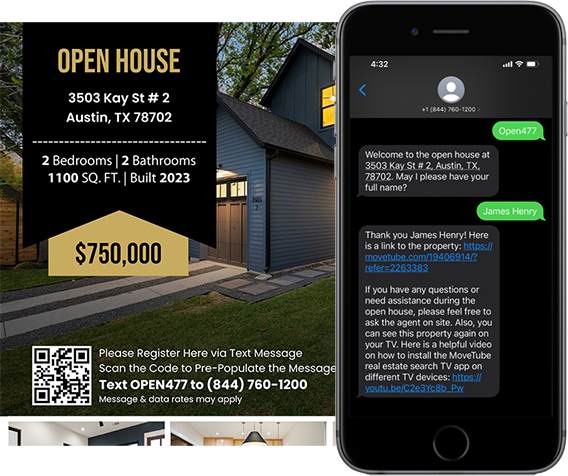 OPEN HOUSE
3503 Kay St # 2
Austin, TX 78702
2 Bedrooms | 2 Bathrooms
1100 SQ. FT. | Built 2023
$750,000
Please Register Here via Text Message
Scan the Code to Pre-Populate the Message
Text OPEN477 to (844) 760-1200
Message & data rates may apply
4:32
+1 (844) 760-1200 >
Open477
Welcome to the open house at
3503 Kay St # 2, Austin, TX,
78702. May I please have your
full name?
James Henry
Thank you James Henry! Here
is a link to the property: https://
movetube.com/19406914/?
refer=2263383
If you have any questions or
need assistance during the
open house, please feel free to
ask the agent on site. Also, you
can see this property again on
your TV. Here is a helpful video
on how to install the MoveTube
real estate search TV app on
different TV devices: https://
youtu.be/C2e3Yc8b_Pw